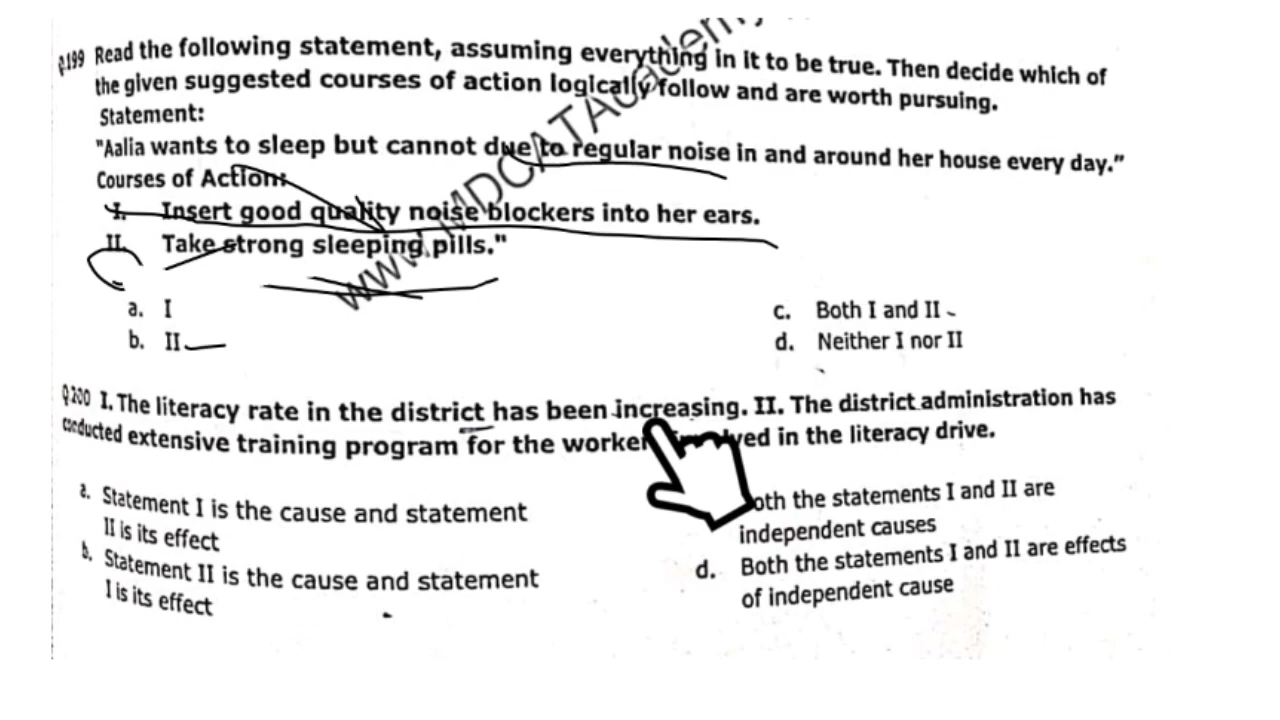 Q199 Read the following statement, assuming everything in it to be true. Then decide which of
the given suggested courses of action logically follow and are worth pursuing.
Statement:
"Aalia wants to sleep but cannot due to regular noise in and around her house every day."
Courses of Action:
I. Insert good quality noise blockers into her ears.
II. Take strong sleeping pills."
a. I
b. II
c. Both I and II
d. Neither I nor II
www.MDCATAcademy
Q200 I. The literacy rate in the district has been increasing. II. The district administration has
conducted extensive training program for the in the literacy drive.
a. Statement I is the cause and statement
II is its effect
b. Statement II is the cause and statement
I is its effect
the statements I and II are
independent causes
d. Both the statements I and II are effects
of independent cause